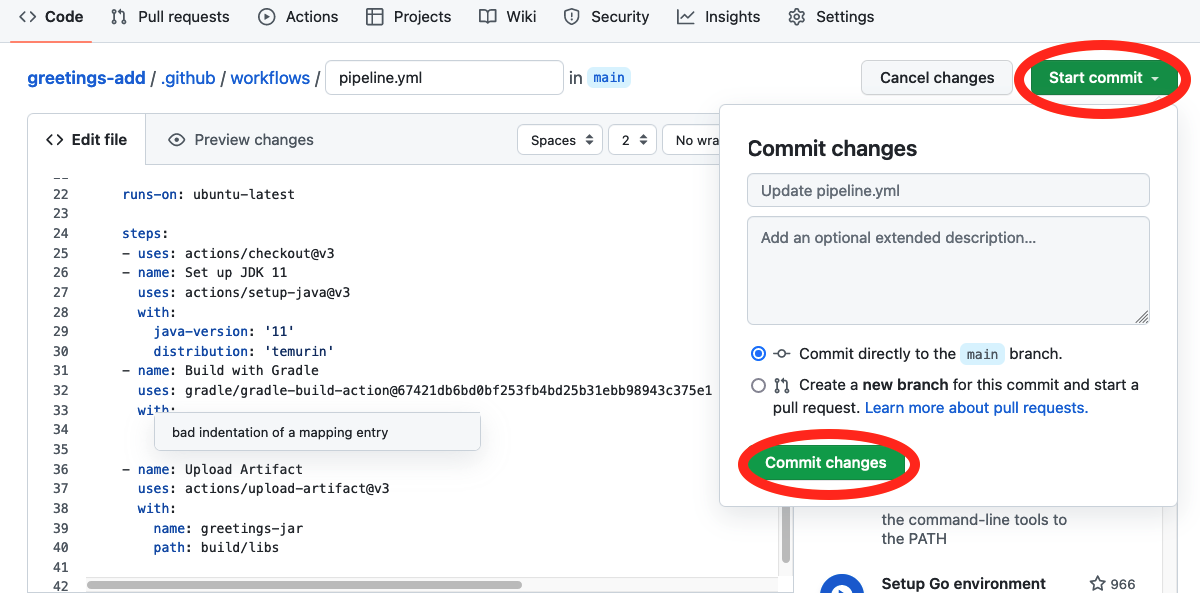 Code Pull requests Actions Projects Wiki Security Insights Settings
greetings-add / .github / workflows / pipeline.yml in main Cancel changes Start commit
Edit file Preview changes Spaces 2 No wra
Commit changes
Update pipeline.yml
Add an optional extended description...
Commit directly to the main branch.
Create a new branch for this commit and start a
pull request. Learn more about pull requests.
Commit changes
22 runs-on: ubuntu-latest
23
24 steps:
25 - uses: actions/checkout@v3
26 - name: Set up JDK 11
27 uses: actions/setup-java@v3
28 with:
29 java-version: '11'
30 distribution: 'temurin'
31 - name: Build with Gradle
32 uses: gradle/gradle-build-action@67421db6bd0bf253fb4bd25b31ebb98943c375e1
33 with:
34 bad indentation of a mapping entry
35
36 - name: Upload Artifact
37 uses: actions/upload-artifact@v3
38 with:
39 name: greetings-jar
40 path: build/libs
41
42
the command-line tools to
the PATH
Setup Go environment 966